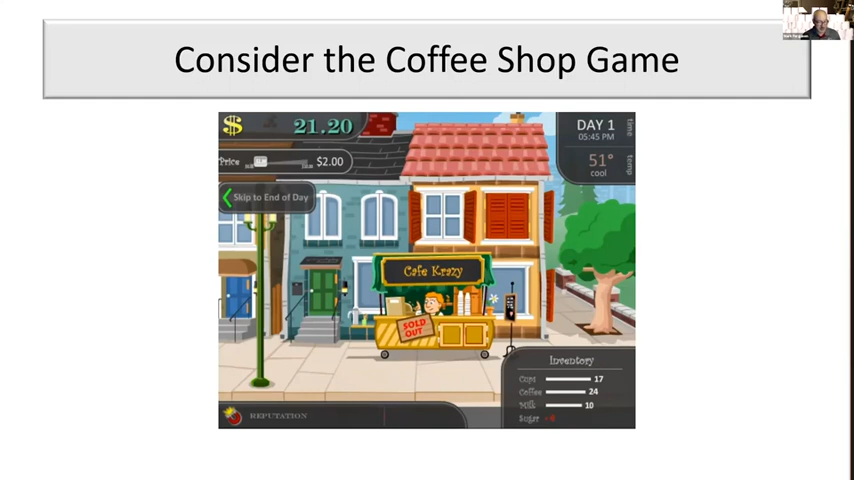 Consider the Coffee Shop Game
$ 21.20
Price $2.00
Skip to End of Day
DAY 1
05:45 PM
time
51°
cool
temp
Cafe Krazy
SOLD
OUT
Inventory
Cups 17
Coffee 24
Milk 10
Sugar
REPUTATION